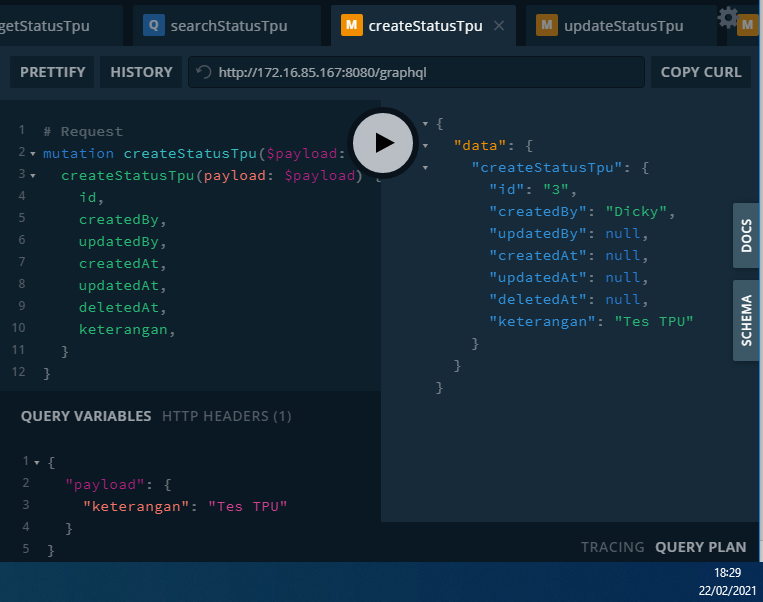 getStatusTpu
Q searchStatusTpu
M createStatusTpu ×
M updateStatusTpu
M
PRETTIFY
HISTORY
http://172.16.85.167:8080/graphql
COPY CURL
1 # Request
2 mutation createStatusTpu($payload:
3 createStatusTpu(payload: $payload)
4 id,
5 createdBy,
6 updatedBy,
7 createdAt,
8 updatedAt,
9 deletedAt,
10 keterangan,
11 }
12 }
{
"data": {
"createStatusTpu": {
"id": "3",
"createdBy": "Dicky",
"updatedBy": null,
"createdAt": null,
"updatedAt": null,
"deletedAt": null,
"keterangan": "Tes TPU"
}
}
}
DOCS
SCHEMA
QUERY VARIABLES HTTP HEADERS (1)
1 {
2 "payload": {
3 "keterangan": "Tes TPU"
4 }
5 }
TRACING QUERY PLAN
18:29
22/02/2021